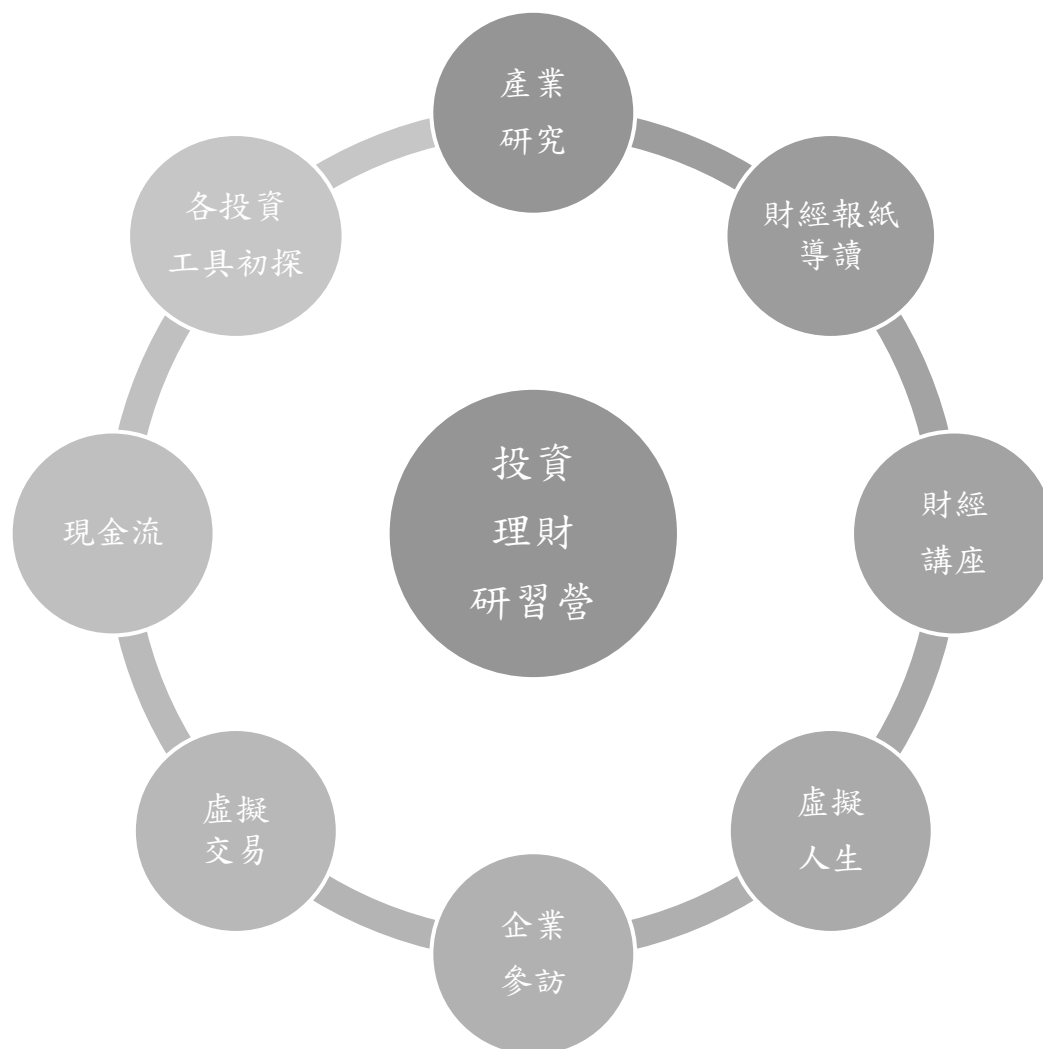 產業
研究
財經報紙
導讀
財經
講座
虛擬
人生
企業
參訪
虛擬
交易
現金流
各投資
工具初探
投資
理財
研習營